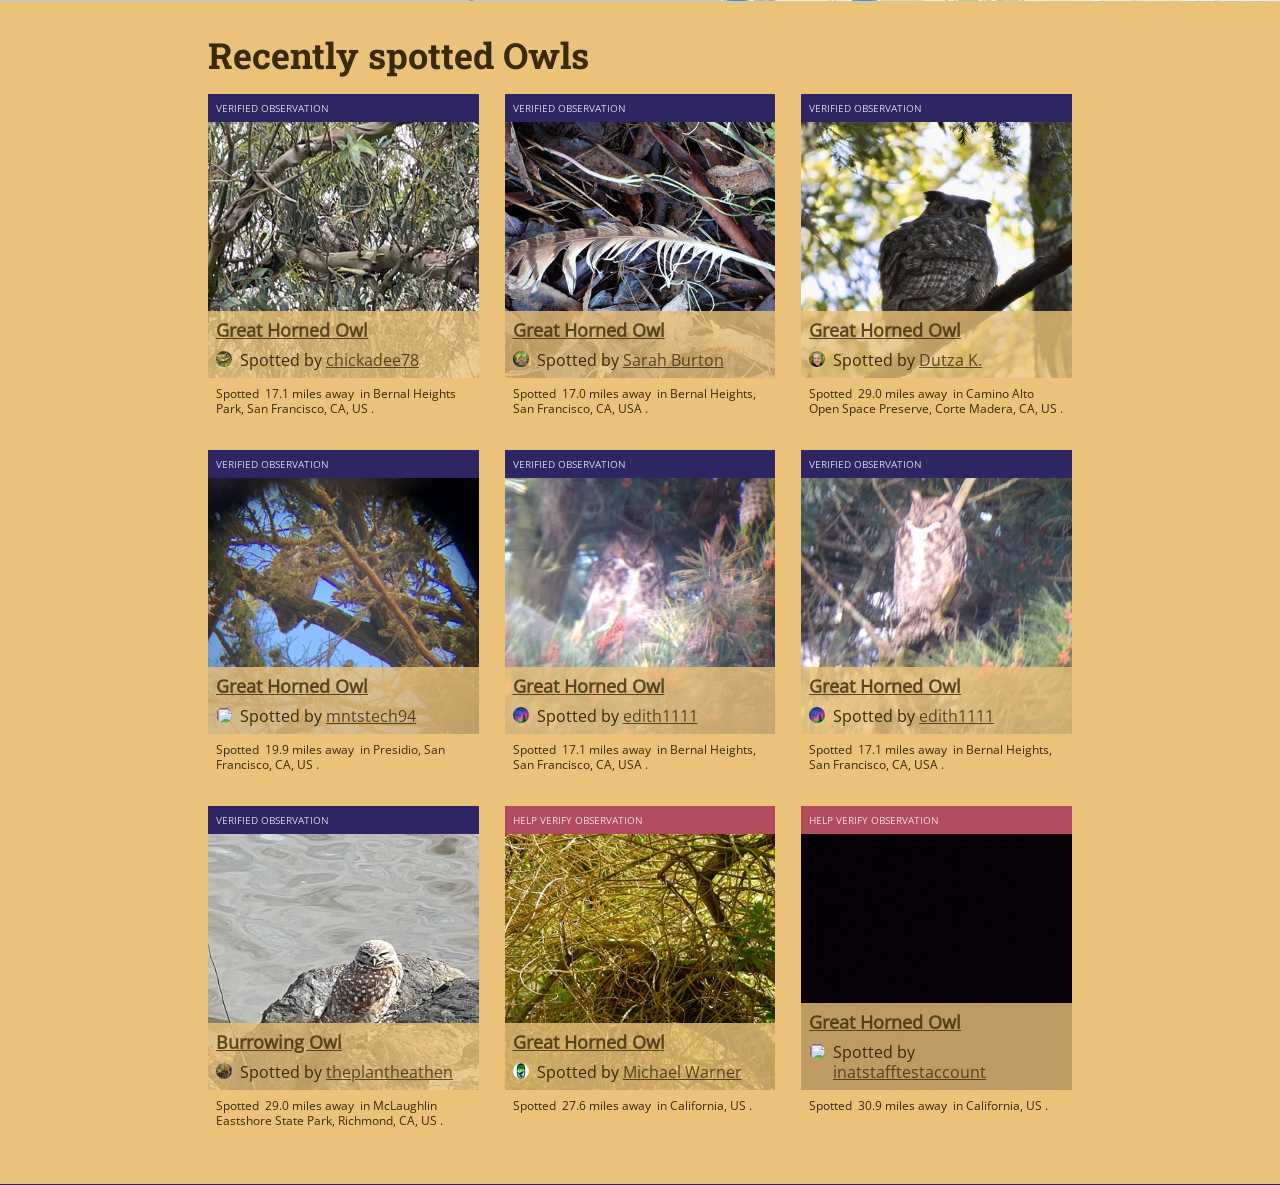 Recently spotted Owls
VERIFIED OBSERVATION
Great Horned Owl
Spotted by chickadee78
Spotted 17.1 miles away in Bernal Heights
Park, San Francisco, CA, US .
VERIFIED OBSERVATION
Great Horned Owl
Spotted by Sarah Burton
Spotted 17.0 miles away in Bernal Heights,
San Francisco, CA, USA .
VERIFIED OBSERVATION
Great Horned Owl
Spotted by Dutza K.
Spotted 29.0 miles away in Camino Alto
Open Space Preserve, Corte Madera, CA, US .
VERIFIED OBSERVATION
Great Horned Owl
Spotted by mntstech94
Spotted 19.9 miles away in Presidio, San
Francisco, CA, US .
VERIFIED OBSERVATION
Great Horned Owl
Spotted by edith1111
Spotted 17.1 miles away in Bernal Heights,
San Francisco, CA, USA .
VERIFIED OBSERVATION
Great Horned Owl
Spotted by edith1111
Spotted 17.1 miles away in Bernal Heights,
San Francisco, CA, USA .
VERIFIED OBSERVATION
Burrowing Owl
Spotted by theplantheathen
Spotted 29.0 miles away in McLaughlin
Eastshore State Park, Richmond, CA, US .
HELP VERIFY OBSERVATION
Great Horned Owl
Spotted by Michael Warner
Spotted 27.6 miles away in California, US .
HELP VERIFY OBSERVATION
Great Horned Owl
Spotted by
inatstafftestaccount
Spotted 30.9 miles away in California, US .